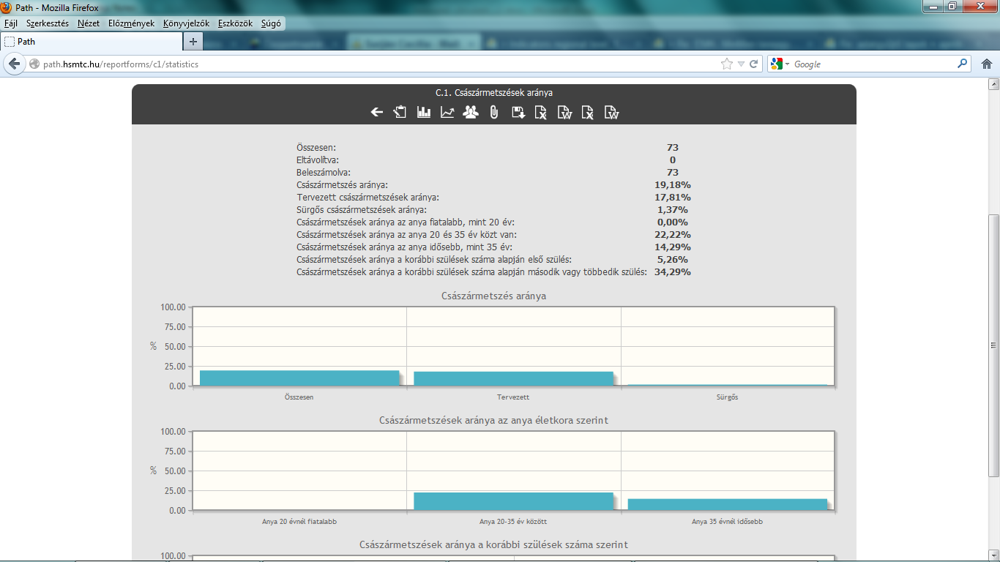 Path - Mozilla Firefox
Fájl Szerkesztés Nézet Előzmények Könyvjelzők Eszközök Súgó
Path
path.hsmtc.hu/reportforms/c1/statistics
Google
C.1. Császármetszések aránya
Összesen: 73
Eltávolítva: 0
Beleszámolva: 73
Császármetszés aránya: 19,18%
Tervezett császármetszések aránya: 17,81%
Sürgős császármetszések aránya: 1,37%
Császármetszések aránya az anya fiatalabb, mint 20 év: 0,00%
Császármetszések aránya az anya 20 és 35 év közt van: 22,22%
Császármetszések aránya az anya idősebb, mint 35 év: 14,29%
Császármetszések aránya a korábbi szülések száma alapján első szülés: 5,26%
Császármetszések aránya a korábbi szülések száma alapján második vagy többedik szülés: 34,29%
Császármetszés aránya
100.00
75.00
% 50.00
25.00
0.00
Összesen Tervezett Sürgős
Császármetszések aránya az anya életkora szerint
100.00
75.00
% 50.00
25.00
0.00
Anya 20 évnél fiatalabb Anya 20-35 év között Anya 35 évnél idősebb
Császármetszések aránya a korábbi szülések száma szerint
100.00